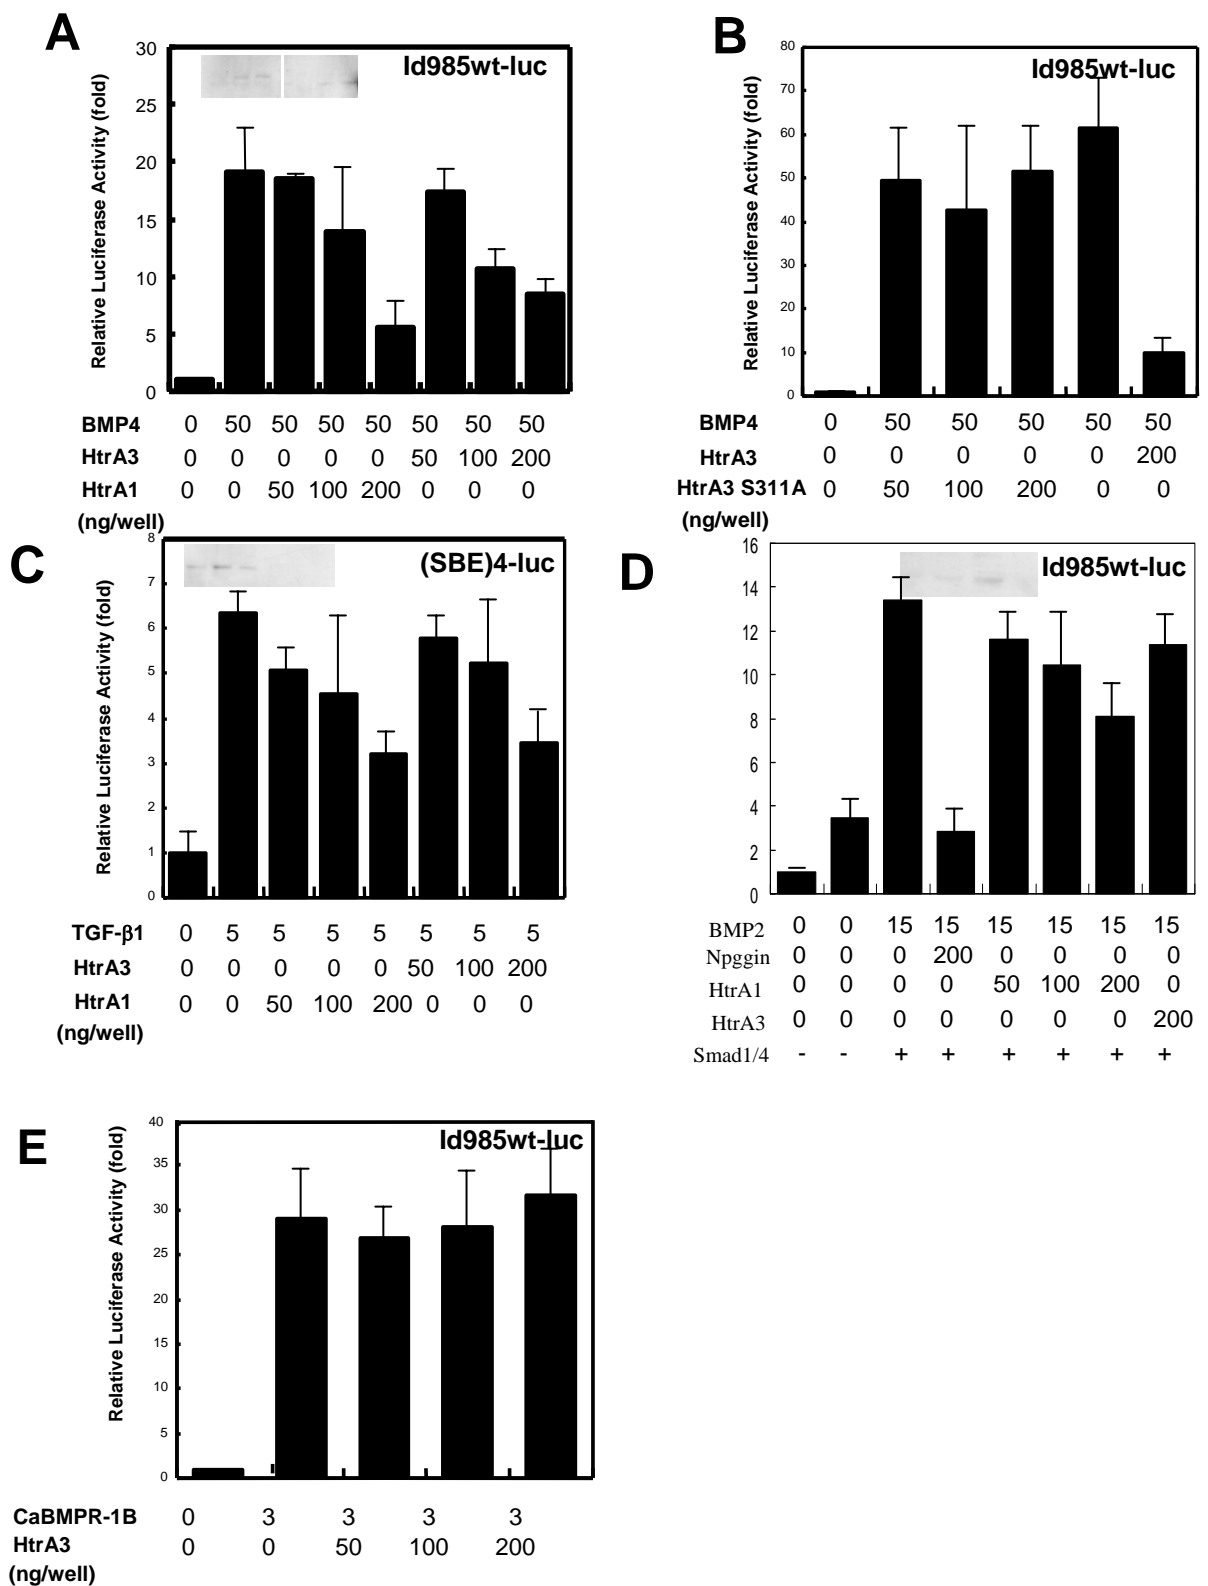 A
Id985wt-luc
Relative Luciferase Activity (fold)
30
25
20
15
10
5
0
BMP4 0 50 50 50 50 50 50 50
HtrA3 0 0 0 0 0 50 100 200
HtrA1 0 0 50 100 200 0 0 0
(ng/well)
B
Id985wt-luc
Relative Luciferase Activity (fold)
80
70
60
50
40
30
20
10
0
BMP4 0 50 50 50 50 50
HtrA3 0 0 0 0 0 200
HtrA3 S311A 0 50 100 200 0 0
(ng/well)
C
(SBE)4-luc
Relative Luciferase Activity (fold)
8
7
6
5
4
3
2
1
0
TGF-β1 0 5 5 5 5 5 5 5
HtrA3 0 0 0 0 0 50 100 200
HtrA1 0 0 50 100 200 0 0 0
(ng/well)
D
Id985wt-luc
16
14
12
10
8
6
4
2
0
BMP2 0 0 15 15 15 15 15 15
Npggin 0 0 0 200 0 0 0 0
HtrA1 0 0 0 0 50 100 200 0
HtrA3 0 0 0 0 0 0 0 200
Smad1/4 - - + + + + + +
E
Id985wt-luc
Relative Luciferase Activity (fold)
40
35
30
25
20
15
10
5
0
CaBMPR-1B 0 3 3 3 3
HtrA3 0 0 50 100 200
(ng/well)